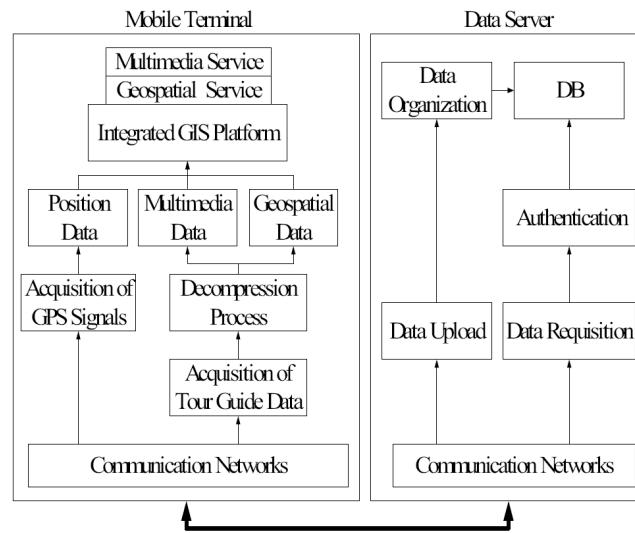 Mobile Terminal
Multimedia Service
Geospatial Service
Integrated GIS Platform
Position
Data
Multimedia
Data
Geospatial
Data
Acquisition of
GPS Signals
Decompression
Process
Acquisition of
Tour Guide Data
Communication Networks
Data Server
Data
Organization
DB
Authentication
Data Upload
Data Requisition
Communication Networks